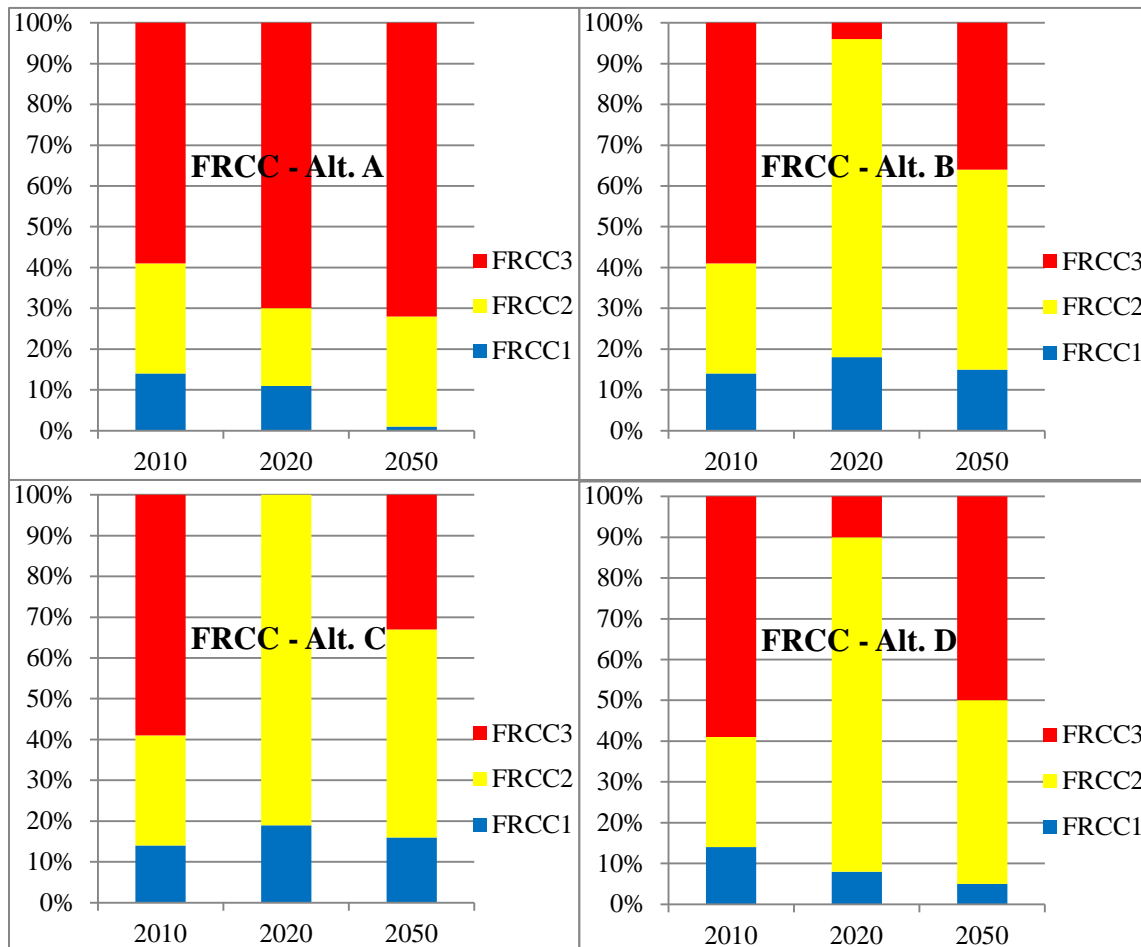 100%
90%
80%
70%
60%
50%
40%
30%
20%
10%
0%
FRCC - Alt. A
FRCC3
FRCC2
FRCC1
2010 2020 2050
100%
90%
80%
70%
60%
50%
40%
30%
20%
10%
0%
FRCC - Alt. B
FRCC3
FRCC2
FRCC1
2010 2020 2050
100%
90%
80%
70%
60%
50%
40%
30%
20%
10%
0%
FRCC - Alt. C
FRCC3
FRCC2
FRCC1
2010 2020 2050
100%
90%
80%
70%
60%
50%
40%
30%
20%
10%
0%
FRCC - Alt. D
FRCC3
FRCC2
FRCC1
2010 2020 2050